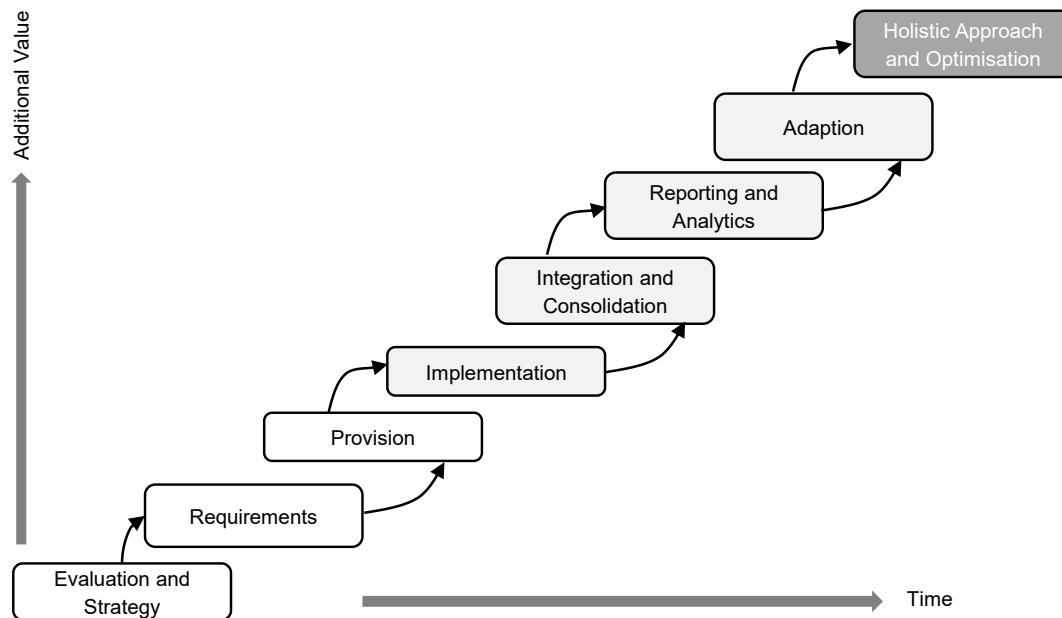 Additional Value
Holistic Approach
and Optimisation
Adaption
Reporting and
Analytics
Integration and
Consolidation
Implementation
Provision
Requirements
Evaluation and
Strategy
Time